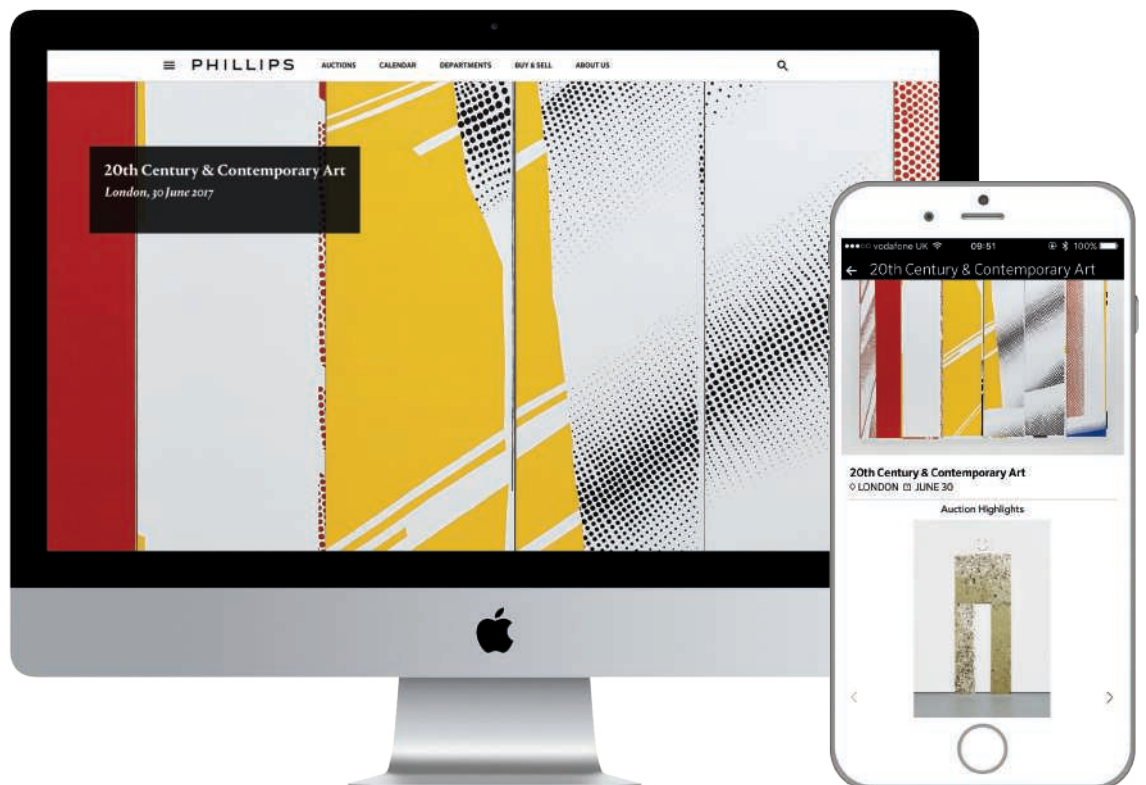 PHILLIPS AUCTIONS CALENDAR DEPARTMENTS BUY & SELL ABOUT US
20th Century & Contemporary Art
London, 30 June 2017
vodafone UK 09:51 100%
20th Century & Contemporary Art
20th Century & Contemporary Art
LONDON JUNE 30
Auction Highlights